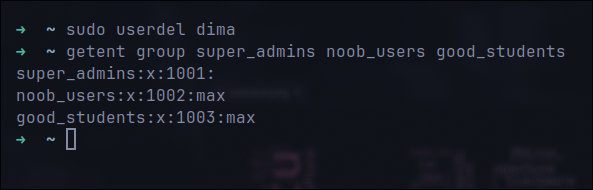 → ~ sudo userdel dima
→ ~ getent group super_admins noob_users good_students
super_admins:x:1001:
noob_users:x:1002:max
good_students:x:1003:max
→ ~